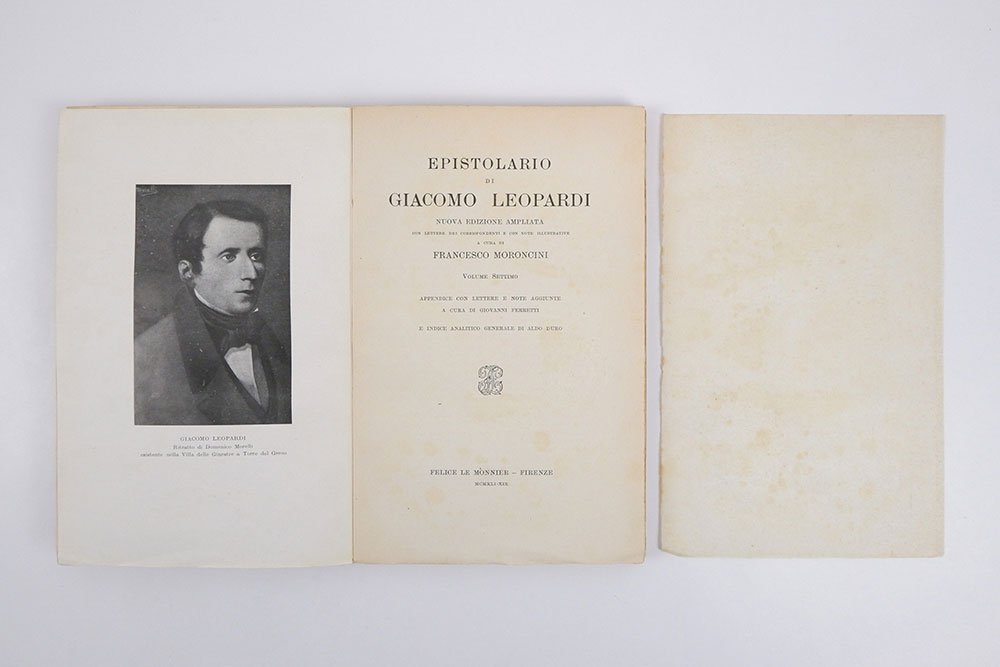 GIACOMO LEOPARDI
Ritratto di Domenico Morelli
esistente nella Villa delle Ginestre a Torre del Greco
EPISTOLARIO
DI
GIACOMO LEOPARDI
NUOVA EDIZIONE AMPLIATA
CON LETTERE DEI CORRISPONDENTI E CON NOTE ILLUSTRATIVE
A CURA DI
FRANCESCO MORONCINI
VOLUME SETTIMO
APPENDICE CON LETTERE E NOTE AGGIUNTE
A CURA DI GIOVANNI FERRETTI
E INDICE ANALITICO GENERALE DI ALDO DURO
FELICE LE MONNIER – FIRENZE
MCMXLI-XIX